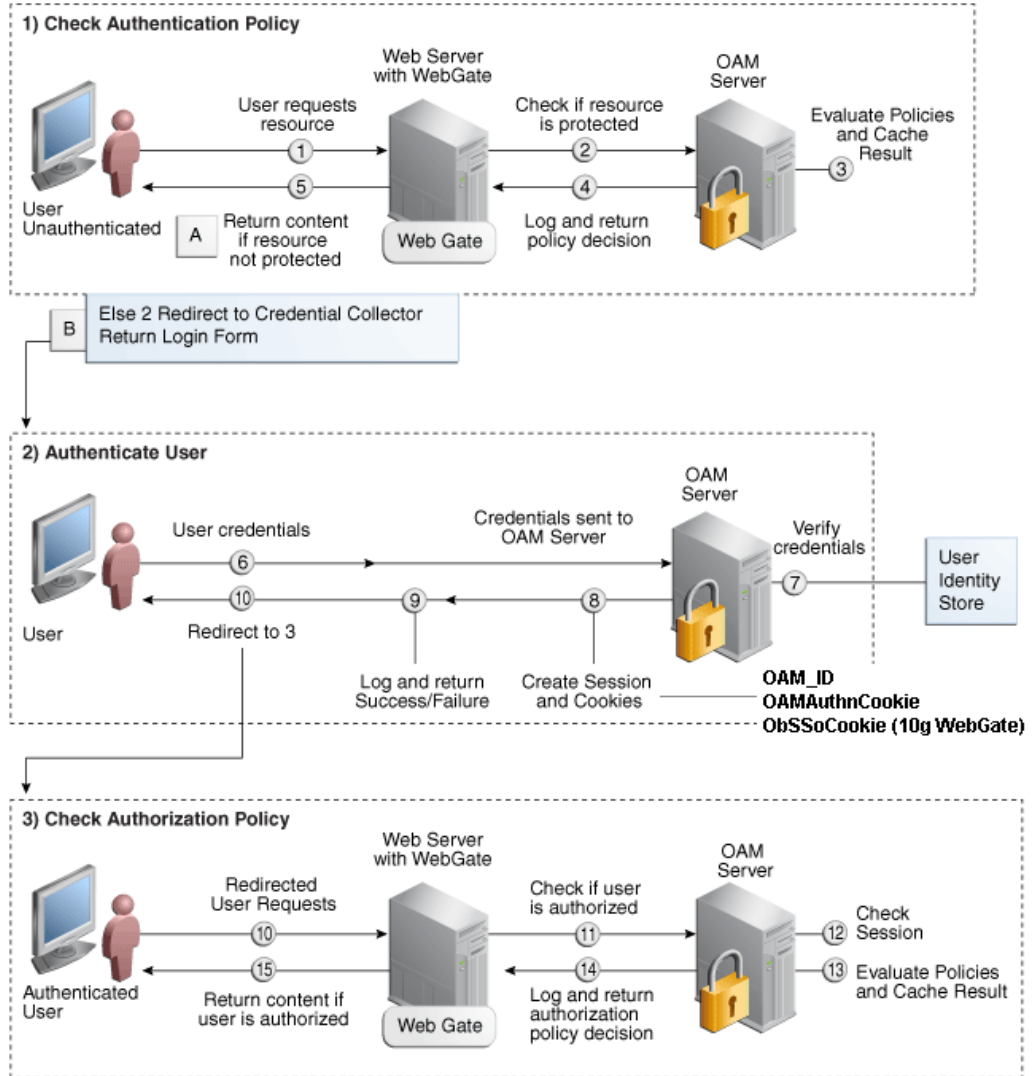 1) Check Authentication Policy
Web Server
with WebGate
OAM
Server
User requests
resource
Check if resource
is protected
Evaluate Policies
and Cache
Result
1
2
3
5
4
User
Unauthenticated
A
Return content
if resource
not protected
Web Gate
Log and return
policy decision
B
Else 2 Redirect to Credential Collector
Return Login Form
2) Authenticate User
OAM
Server
User credentials
Credentials sent to
OAM Server
Verify
credentials
User
Identity
Store
6
7
10
9
8
User
Redirect to 3
Log and return
Success/Failure
Create Session
and Cookies
OAM_ID
OAMAuthnCookie
ObSSoCookie (10g WebGate)
3) Check Authorization Policy
Web Server
with WebGate
OAM
Server
Redirected
User Requests
Check if user
is authorized
10
11
12
Check
Session
15
14
13
Evaluate Policies
and Cache Result
Authenticated
User
Return content if
user is authorized
Web Gate
Log and return
authorization
policy decision